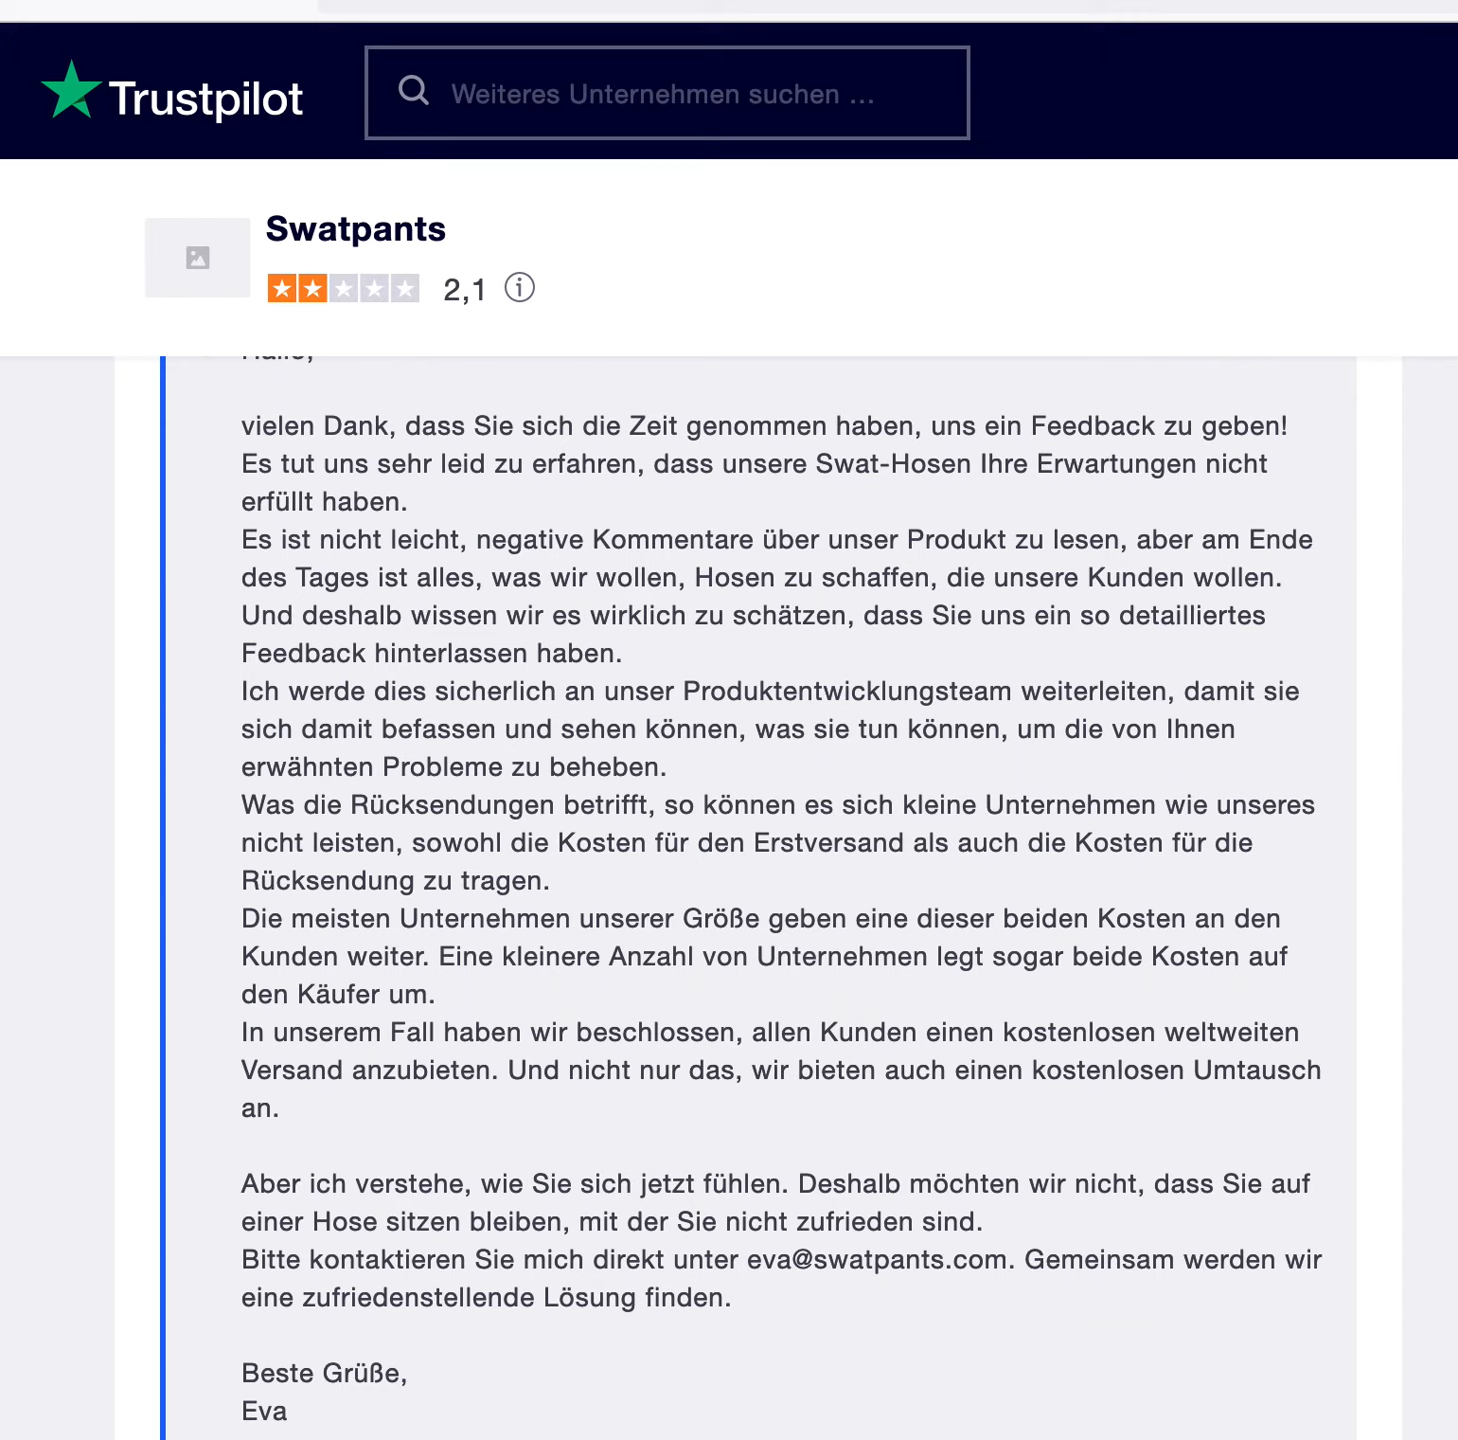 Trustpilot
Weiteres Unternehmen suchen ...
Swatpants
2,1
Hallo,
vielen Dank, dass Sie sich die Zeit genommen haben, uns ein Feedback zu geben!
Es tut uns sehr leid zu erfahren, dass unsere Swat-Hosen Ihre Erwartungen nicht
erfüllt haben.
Es ist nicht leicht, negative Kommentare über unser Produkt zu lesen, aber am Ende
des Tages ist alles, was wir wollen, Hosen zu schaffen, die unsere Kunden wollen.
Und deshalb wissen wir es wirklich zu schätzen, dass Sie uns ein so detailliertes
Feedback hinterlassen haben.
Ich werde dies sicherlich an unser Produktentwicklungsteam weiterleiten, damit sie
sich damit befassen und sehen können, was sie tun können, um die von Ihnen
erwähnten Probleme zu beheben.
Was die Rücksendungen betrifft, so können es sich kleine Unternehmen wie unseres
nicht leisten, sowohl die Kosten für den Erstversand als auch die Kosten für die
Rücksendung zu tragen.
Die meisten Unternehmen unserer Größe geben eine dieser beiden Kosten an den
Kunden weiter. Eine kleinere Anzahl von Unternehmen legt sogar beide Kosten auf
den Käufer um.
In unserem Fall haben wir beschlossen, allen Kunden einen kostenlosen weltweiten
Versand anzubieten. Und nicht nur das, wir bieten auch einen kostenlosen Umtausch
an.
Aber ich verstehe, wie Sie sich jetzt fühlen. Deshalb möchten wir nicht, dass Sie auf
einer Hose sitzen bleiben, mit der Sie nicht zufrieden sind.
Bitte kontaktieren Sie mich direkt unter eva@swatpants.com. Gemeinsam werden wir
eine zufriedenstellende Lösung finden.
Beste Grüße,
Eva